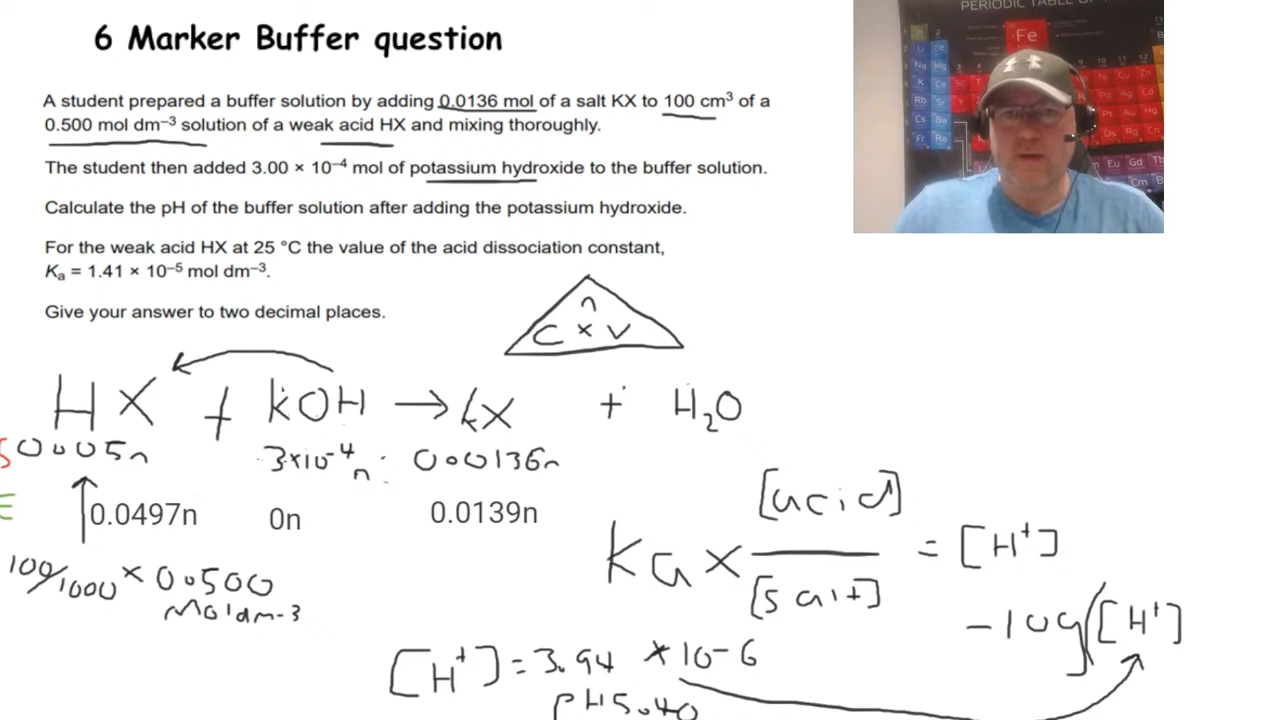 PERIODIC TABLE OF
6 Marker Buffer question
Fe
A student prepared a buffer solution by adding 0.0136 mol of a salt KX to 100 cm³ of a
0.500 mol dm⁻³ solution of a weak acid HX and mixing thoroughly.
The student then added 3.00 × 10⁻⁴ mol of potassium hydroxide to the buffer solution.
Calculate the pH of the buffer solution after adding the potassium hydroxide.
For the weak acid HX at 25 °C the value of the acid dissociation constant,
Kₐ = 1.41 × 10⁻⁵ mol dm⁻³.
Give your answer to two decimal places.
n
C × V
HX + KOH → KX + H₂O
S 0.05n 3×10⁻⁴ n 0.0136n
E 0.0497n 0n 0.0139n
100/1000 × 0.500
Moldm-3
Ka × [acid]/[salt] = [H⁺]
-log([H⁺]
[H⁺] = 3.94 × 10-6
pH 5.40